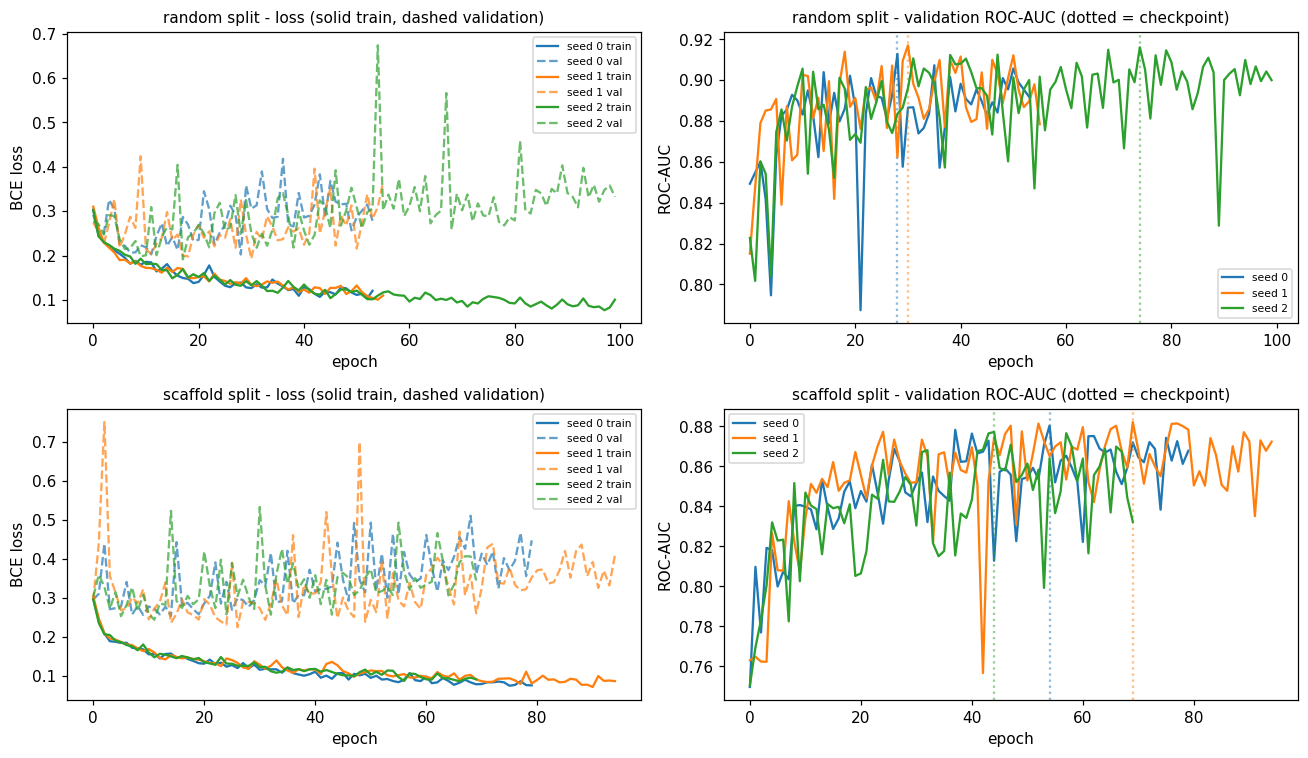 random split - loss (solid train, dashed validation)
BCE loss
0.7
0.6
0.5
0.4
0.3
0.2
0.1
seed 0 train
seed 0 val
seed 1 train
seed 1 val
seed 2 train
seed 2 val
0 20 40 60 80 100
epoch
random split - validation ROC-AUC (dotted = checkpoint)
ROC-AUC
0.92
0.90
0.88
0.86
0.84
0.82
0.80
seed 0
seed 1
seed 2
0 20 40 60 80 100
epoch
scaffold split - loss (solid train, dashed validation)
BCE loss
0.7
0.6
0.5
0.4
0.3
0.2
0.1
seed 0 train
seed 0 val
seed 1 train
seed 1 val
seed 2 train
seed 2 val
0 20 40 60 80
epoch
scaffold split - validation ROC-AUC (dotted = checkpoint)
ROC-AUC
0.88
0.86
0.84
0.82
0.80
0.78
0.76
seed 0
seed 1
seed 2
0 20 40 60 80
epoch